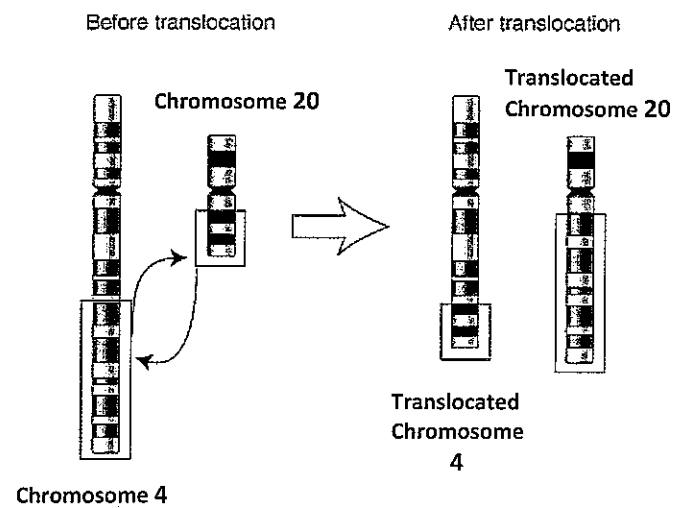 Before translocation
After translocation
Chromosome 20
Translocated
Chromosome 20
Translocated
Chromosome
4
Chromosome 4